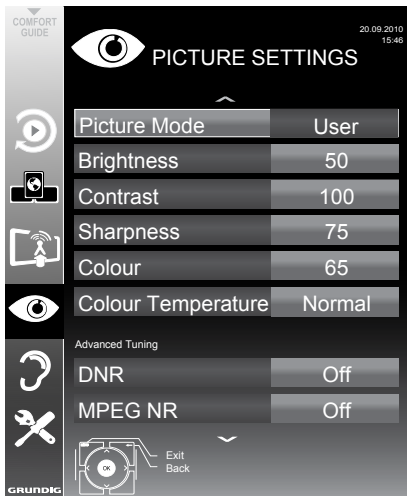 COMFORT
GUIDE
20.09.2010
15:46
PICTURE SETTINGS
Picture Mode User
Brightness 50
Contrast 100
Sharpness 75
Colour 65
Colour Temperature Normal
Advanced Tuning
DNR Off
MPEG NR Off
Exit
Back
OK
GRUNDIG